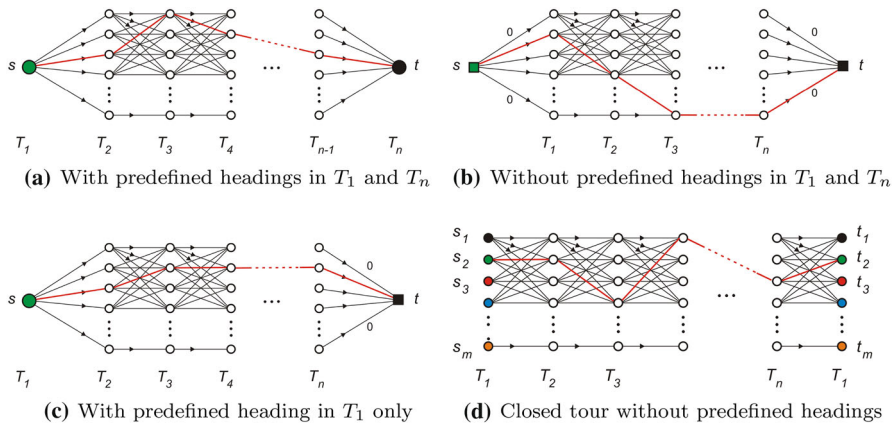 s
t
...
T₁ T₂ T₃ T₄ Tₙ₋₁ Tₙ
(a) With predefined headings in T₁ and Tₙ
0 0
s
t
...
0 0
T₁ T₂ T₃ Tₙ
(b) Without predefined headings in T₁ and Tₙ
0
s
t
...
0
T₁ T₂ T₃ T₄ Tₙ
(c) With predefined heading in T₁ only
s₁ t₁
s₂ t₂
s₃ t₃
...
sₘ tₘ
T₁ T₂ T₃ Tₙ T₁
(d) Closed tour without predefined headings